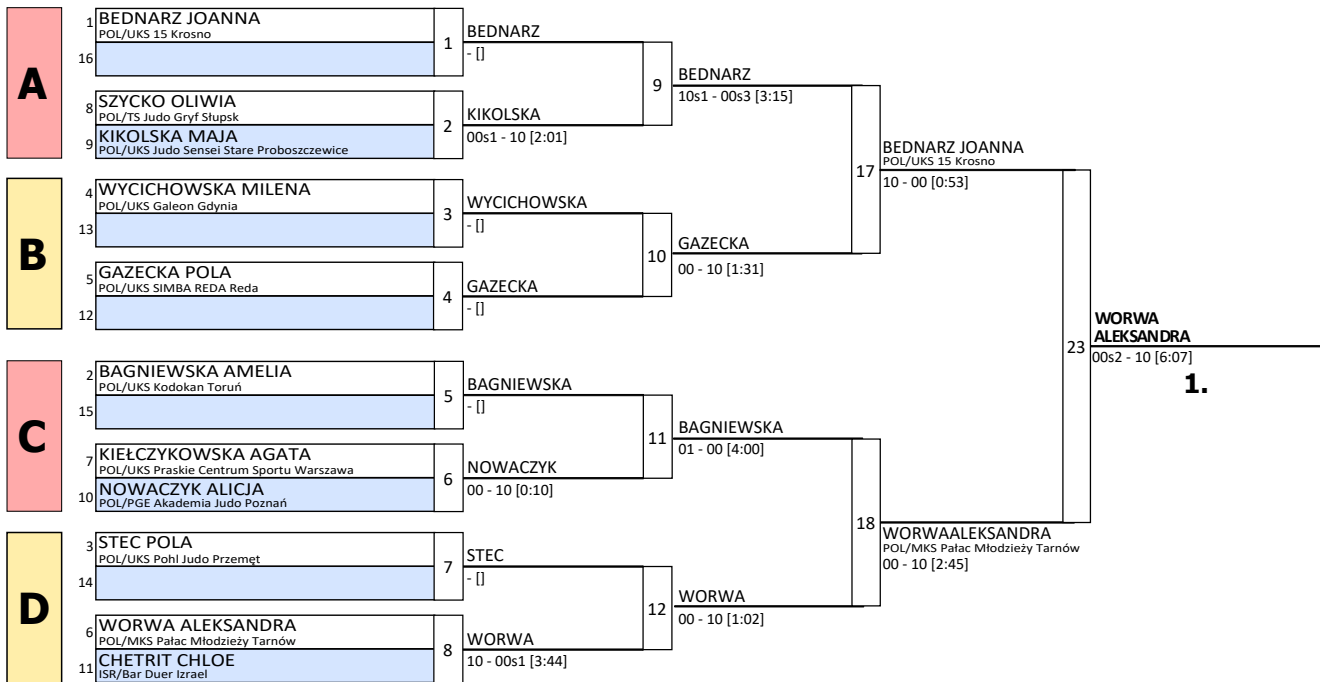 A
1 BEDNARZ JOANNA
POL/UKS 15 Krosno
16
1
BEDNARZ
- []
8 SZYCKO OLIWIA
POL/TS Judo Gryf Słupsk
9 KIKOLSKA MAJA
POL/UKS Judo Sensei Stare Proboszczewice
2
KIKOLSKA
00s1 - 10 [2:01]
9
BEDNARZ
10s1 - 00s3 [3:15]
B
4 WYCICHOWSKA MILENA
POL/UKS Galeon Gdynia
13
3
WYCICHOWSKA
- []
5 GAZECKA POLA
POL/UKS SIMBA REDA Reda
12
4
GAZECKA
- []
10
GAZECKA
00 - 10 [1:31]
17
BEDNARZ JOANNA
POL/UKS 15 Krosno
10 - 00 [0:53]
C
2 BAGNIEWSKA AMELIA
POL/UKS Kodokan Toruń
15
5
BAGNIEWSKA
- []
7 KIEŁCZYKOWSKA AGATA
POL/UKS Praskie Centrum Sportu Warszawa
10 NOWACZYK ALICJA
POL/PGE Akademia Judo Poznań
6
NOWACZYK
00 - 10 [0:10]
11
BAGNIEWSKA
01 - 00 [4:00]
D
3 STEC POLA
POL/UKS Pohl Judo Przemęt
14
7
STEC
- []
6 WORWA ALEKSANDRA
POL/MKS Pałac Młodzieży Tarnów
11 CHETRIT CHLOE
ISR/Bar Duer Izrael
8
WORWA
10 - 00s1 [3:44]
12
WORWA
00 - 10 [1:02]
18
WORWAALEKSANDRA
POL/MKS Pałac Młodzieży Tarnów
00 - 10 [2:45]
23
WORWA
ALEKSANDRA
00s2 - 10 [6:07]
1.